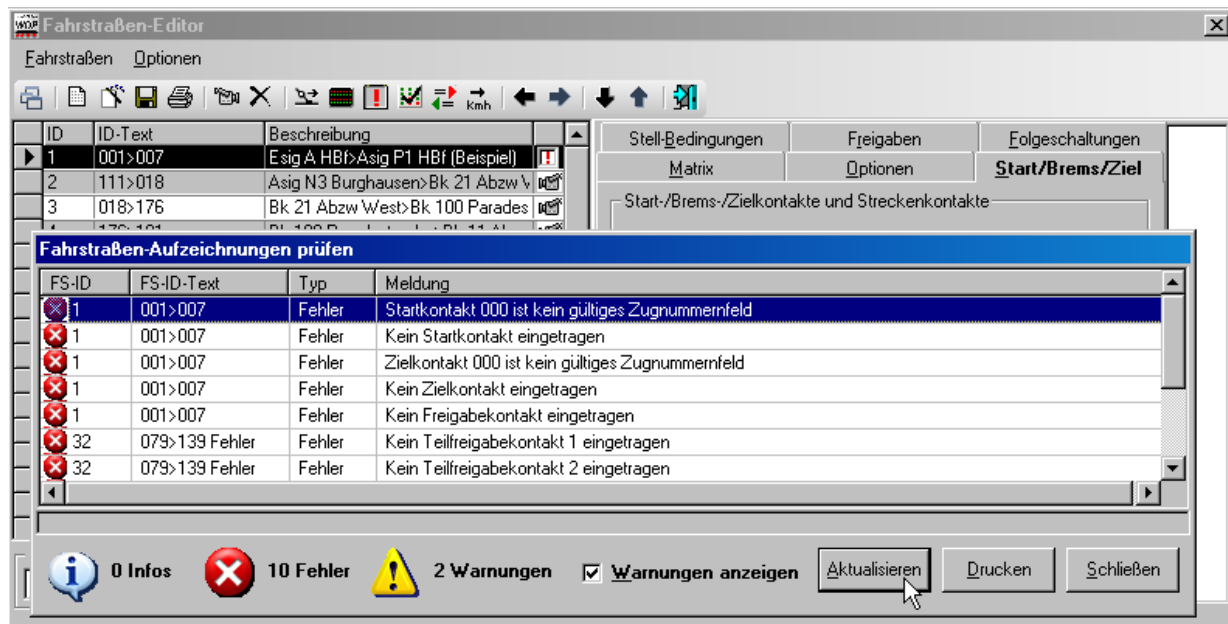 Fahrstraßen-Editor
Fahrstraßen Optionen
Kmh
ID ID-Text Beschreibung
1 001>007 Esig A HBf>Asig P1 HBf (Beispiel)
2 111>018 Asig N3 Burghausen>Bk 21 Abzw
3 018>176 Bk 21 Abzw West>Bk 100 Parades
Stell-Bedingungen Freigaben Folgeschaltungen
Matrix Optionen Start/Brems/Ziel
Start-/Brems-/Zielkontakte und Streckenkontakte
Fahrstraßen-Aufzeichnungen prüfen
FS-ID FS-ID-Text Typ Meldung
1 001>007 Fehler Startkontakt 000 ist kein gültiges Zugnummernfeld
1 001>007 Fehler Kein Startkontakt eingetragen
1 001>007 Fehler Zielkontakt 000 ist kein gültiges Zugnummernfeld
1 001>007 Fehler Kein Zielkontakt eingetragen
1 001>007 Fehler Kein Freigabekontakt eingetragen
32 079>139 Fehler Fehler Kein Teilfreigabekontakt 1 eingetragen
32 079>139 Fehler Fehler Kein Teilfreigabekontakt 2 eingetragen
0 Infos 10 Fehler 2 Warnungen Warnungen anzeigen Aktualisieren Drucken Schließen